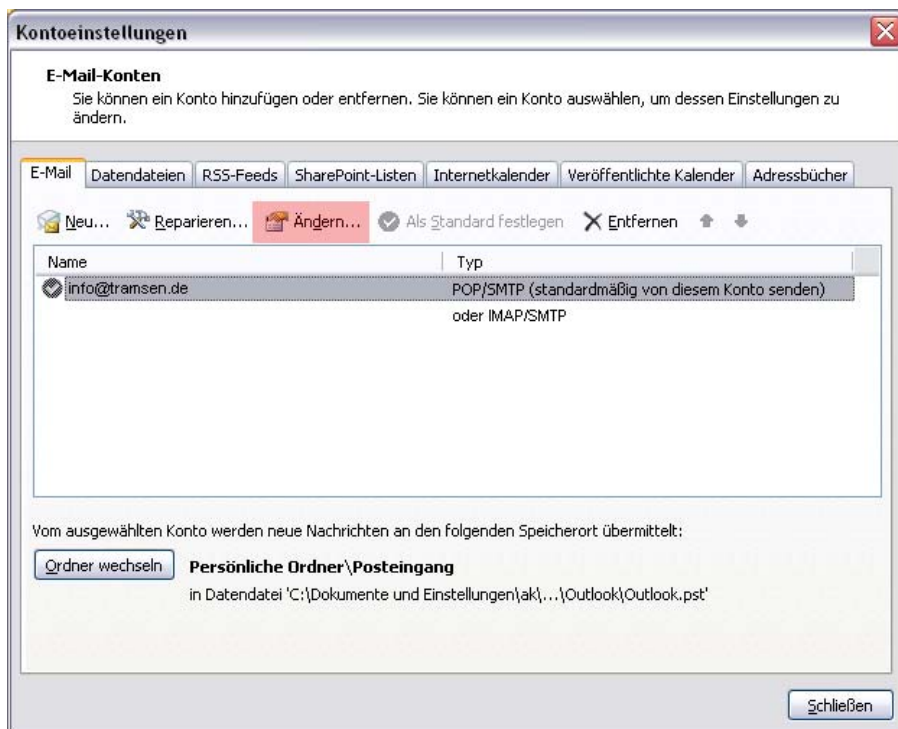 Kontoeinstellungen
E-Mail-Konten
Sie können ein Konto hinzufügen oder entfernen. Sie können ein Konto auswählen, um dessen Einstellungen zu
ändern.
E-Mail Datendateien RSS-Feeds SharePoint-Listen Internetkalender Veröffentlichte Kalender Adressbücher
Neu... Reparieren... Ändern... Als Standard festlegen Entfernen
Name Typ
info@tramsen.de POP/SMTP (standardmäßig von diesem Konto senden)
oder IMAP/SMTP
Vom ausgewählten Konto werden neue Nachrichten an den folgenden Speicherort übermittelt:
Ordner wechseln Persönliche Ordner\Posteingang
in Datendatei 'C:\Dokumente und Einstellungen\ak\...\Outlook\Outlook.pst'
Schließen